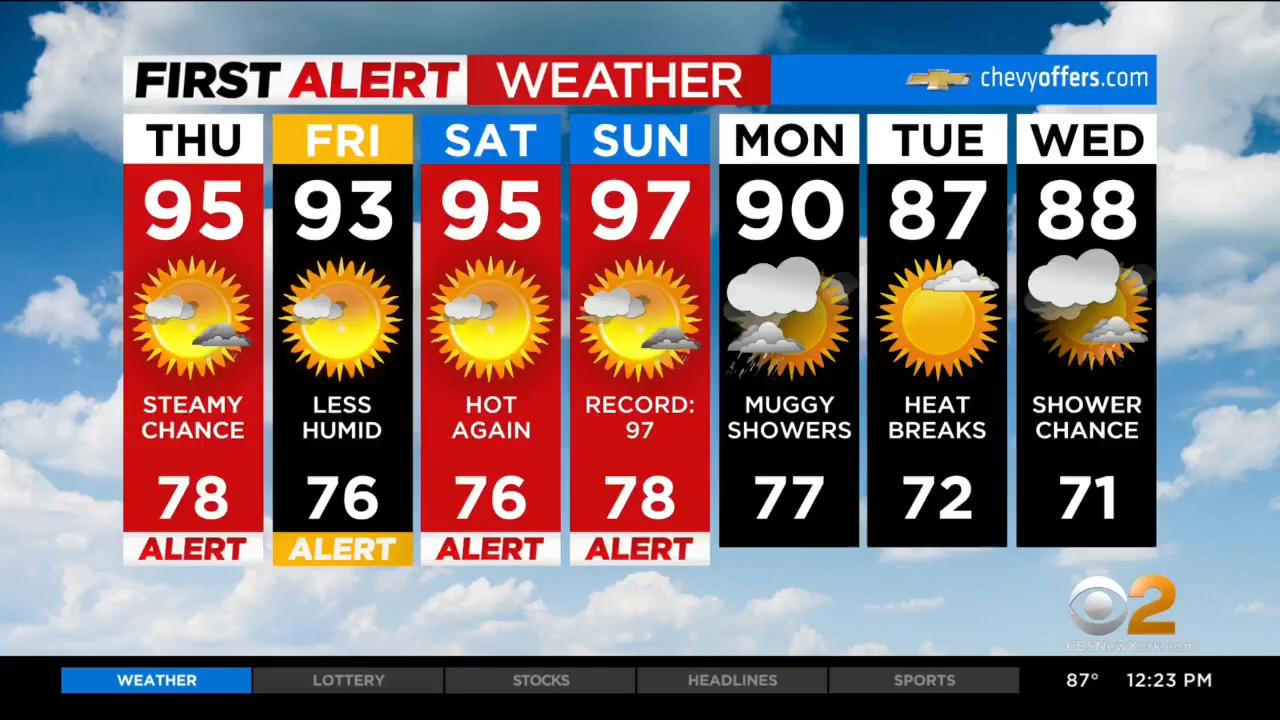 FIRST ALERT WEATHER
chevyoffers.com
THU FRI SAT SUN MON TUE WED
95 93 95 97 90 87 88
STEAMY CHANCE
LESS HUMID
HOT AGAIN
RECORD: 97
MUGGY SHOWERS
HEAT BREAKS
SHOWER CHANCE
78 76 76 78 77 72 71
ALERT ALERT ALERT ALERT
2
CBSNewYork.com
WEATHER LOTTERY STOCKS HEADLINES SPORTS 87° 12:23 PM